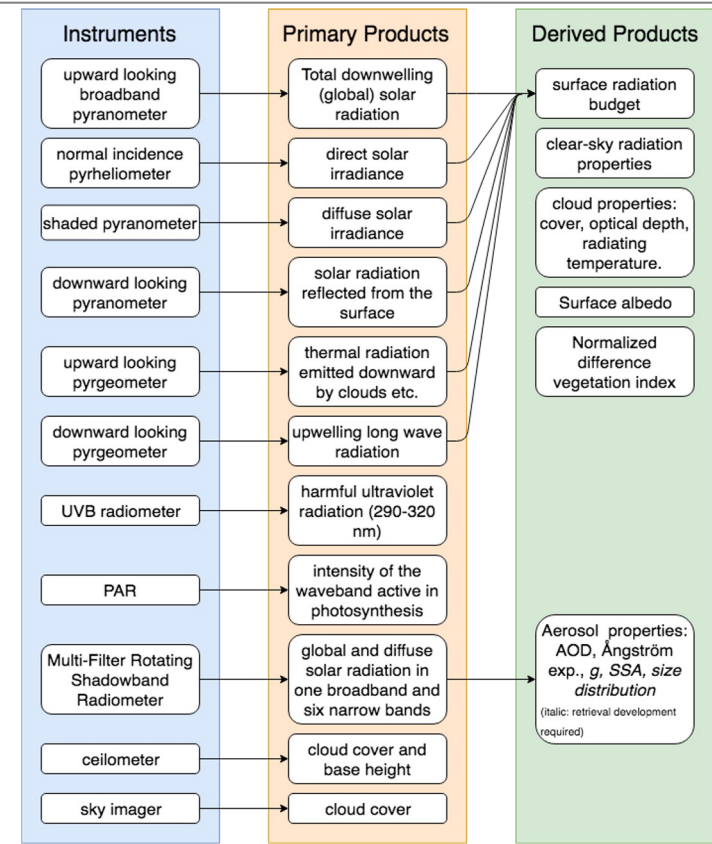 Instruments
upward looking
broadband
pyranometer
normal incidence
pyrheliometer
shaded pyranometer
downward looking
pyranometer
upward looking
pyrgeometer
downward looking
pyrgeometer
UVB radiometer
PAR
Multi-Filter Rotating
Shadowband
Radiometer
ceilometer
sky imager
Primary Products
Total downwelling
(global) solar
radiation
direct solar
irradiance
diffuse solar
irradiance
solar radiation
reflected from the
surface
thermal radiation
emitted downward
by clouds etc.
upwelling long wave
radiation
harmful ultraviolet
radiation (290-320
nm)
intensity of the
waveband active in
photosynthesis
global and diffuse
solar radiation in
one broadband and
six narrow bands
cloud cover and
base height
cloud cover
Derived Products
surface radiation
budget
clear-sky radiation
properties
cloud properties:
cover, optical depth,
radiating
temperature.
Surface albedo
Normalized
difference
vegetation index
Aerosol properties:
AOD, Ångström
exp., g, SSA, size
distribution
(italic: retrieval development
required)